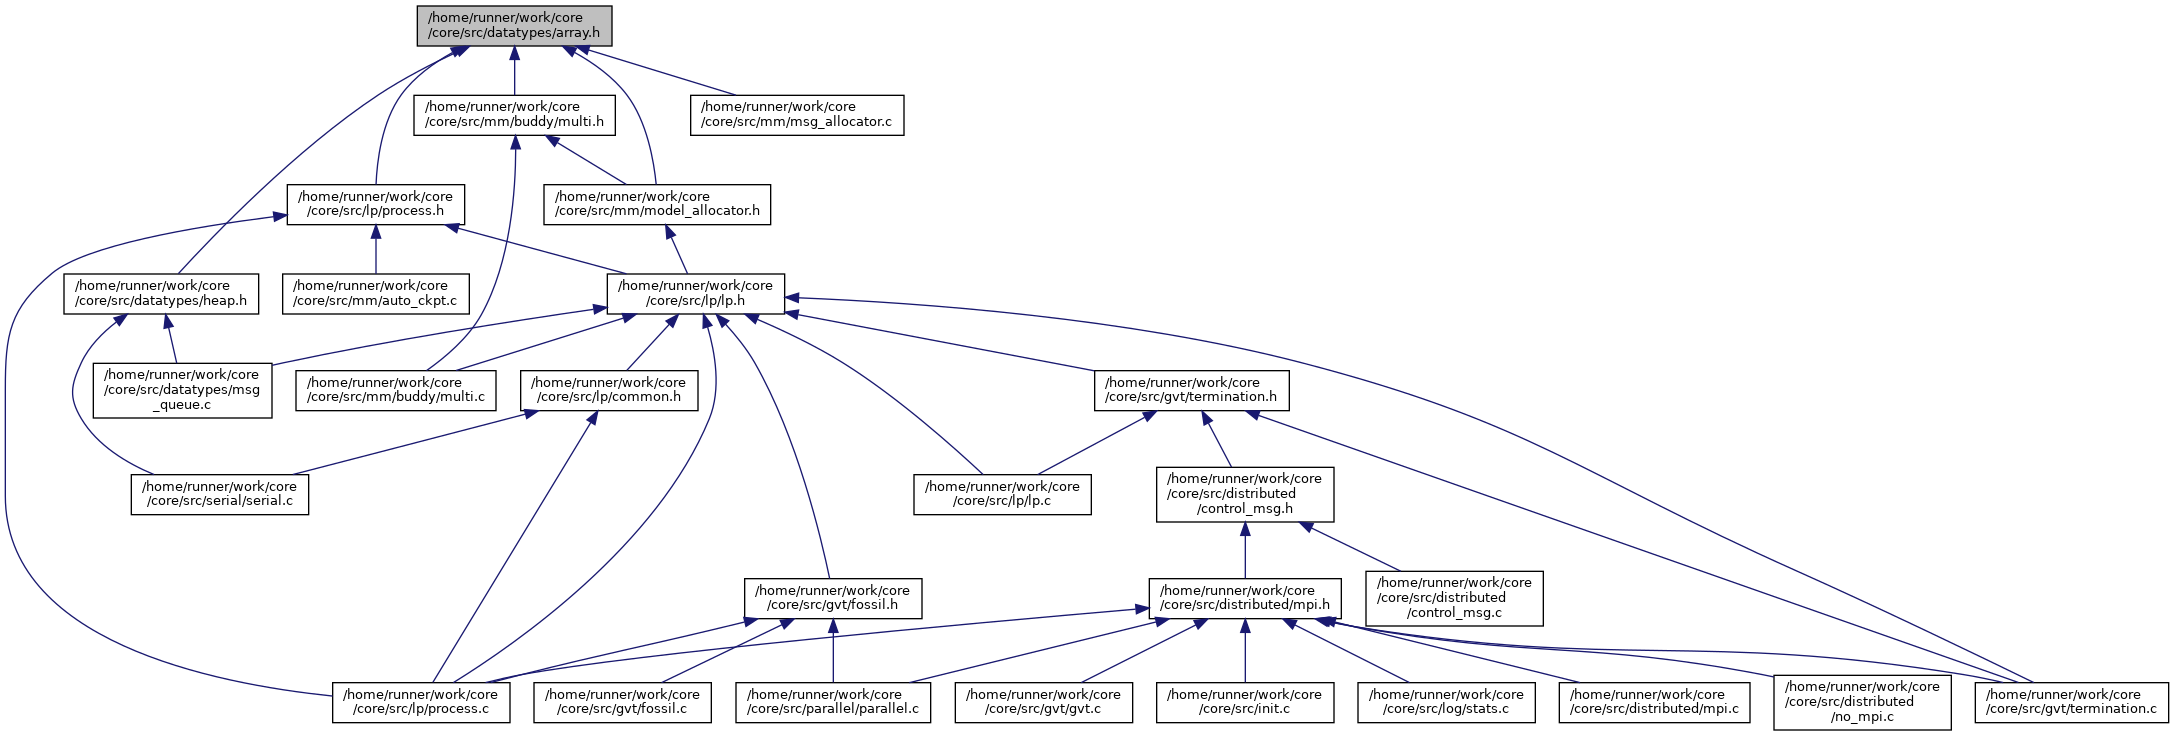 /home/runner/work/core
/core/src/datatypes/array.h
/home/runner/work/core
/core/src/mm/buddy/multi.h
/home/runner/work/core
/core/src/mm/msg_allocator.c
/home/runner/work/core
/core/src/lp/process.h
/home/runner/work/core
/core/src/mm/model_allocator.h
/home/runner/work/core
/core/src/datatypes/heap.h
/home/runner/work/core
/core/src/mm/auto_ckpt.c
/home/runner/work/core
/core/src/lp/lp.h
/home/runner/work/core
/core/src/datatypes/msg
_queue.c
/home/runner/work/core
/core/src/mm/buddy/multi.c
/home/runner/work/core
/core/src/lp/common.h
/home/runner/work/core
/core/src/gvt/termination.h
/home/runner/work/core
/core/src/serial/serial.c
/home/runner/work/core
/core/src/lp/lp.c
/home/runner/work/core
/core/src/distributed
/control_msg.h
/home/runner/work/core
/core/src/gvt/fossil.h
/home/runner/work/core
/core/src/distributed/mpi.h
/home/runner/work/core
/core/src/distributed
/control_msg.c
/home/runner/work/core
/core/src/lp/process.c
/home/runner/work/core
/core/src/gvt/fossil.c
/home/runner/work/core
/core/src/parallel/parallel.c
/home/runner/work/core
/core/src/gvt/gvt.c
/home/runner/work/core
/core/src/init.c
/home/runner/work/core
/core/src/log/stats.c
/home/runner/work/core
/core/src/distributed/mpi.c
/home/runner/work/core
/core/src/distributed
/no_mpi.c
/home/runner/work/core
/core/src/gvt/termination.c